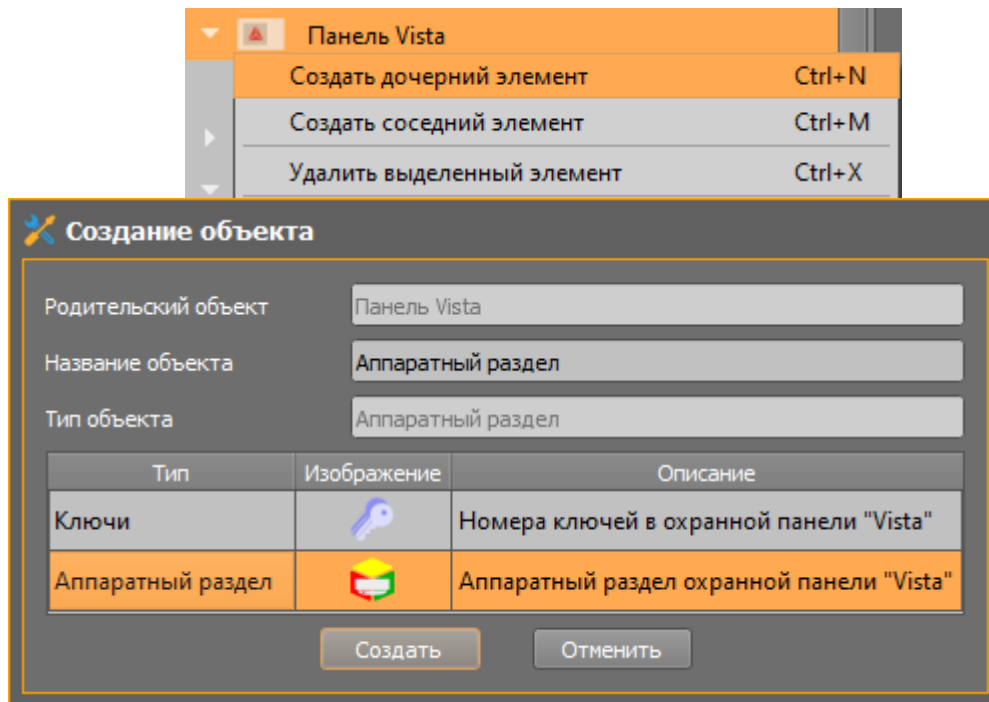 Панель Vista
Создать дочерний элемент Ctrl+N
Создать соседний элемент Ctrl+M
Удалить выделенный элемент Ctrl+X
Создание объекта
Родительский объект Панель Vista
Название объекта Аппаратный раздел
Тип объекта Аппаратный раздел
Тип Изображение Описание
Ключи Номера ключей в охранной панели "Vista"
Аппаратный раздел Аппаратный раздел охранной панели "Vista"
Создать Отменить